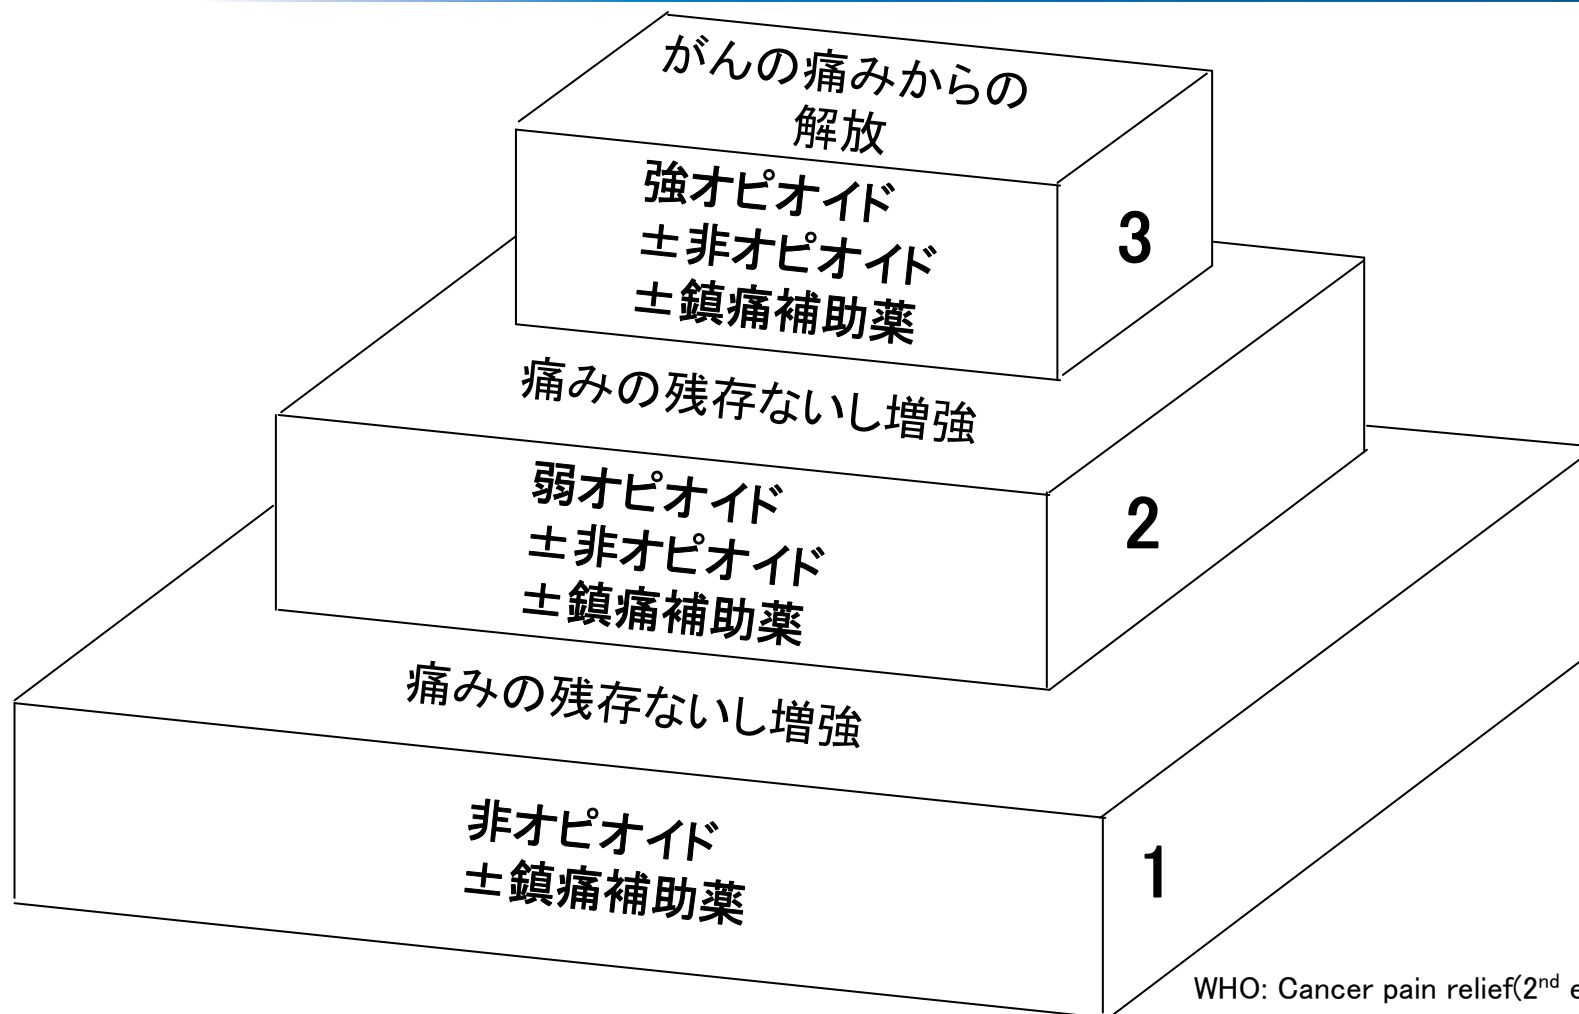 がんの痛みからの
解放
強オピオイド
±非オピオイド
±鎮痛補助薬
3
痛みの残存ないし増強
弱オピオイド
±非オピオイド
±鎮痛補助薬
2
痛みの残存ないし増強
非オピオイド
±鎮痛補助薬
1
WHO: Cancer pain relief(2nd e